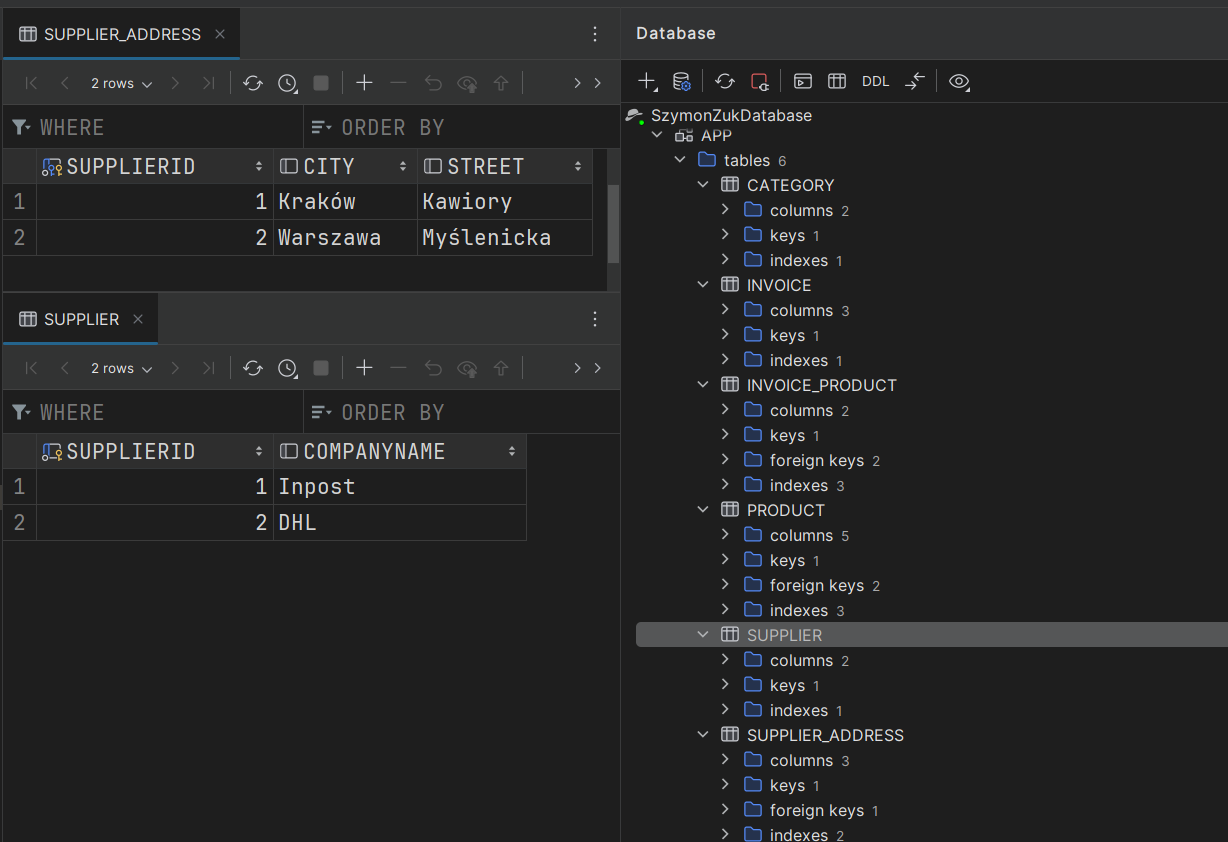 SUPPLIER_ADDRESS
2 rows
WHERE ORDER BY
SUPPLIERID CITY STREET
1 1 Kraków Kawiory
2 2 Warszawa Myślenicka
SUPPLIER
2 rows
WHERE ORDER BY
SUPPLIERID COMPANYNAME
1 1 Inpost
2 2 DHL
Database
DDL
SzymonZukDatabase
APP
tables 6
CATEGORY
columns 2
keys 1
indexes 1
INVOICE
columns 3
keys 1
indexes 1
INVOICE_PRODUCT
columns 2
keys 1
foreign keys 2
indexes 3
PRODUCT
columns 5
keys 1
foreign keys 2
indexes 3
SUPPLIER
columns 2
keys 1
indexes 1
SUPPLIER_ADDRESS
columns 3
keys 1
foreign keys 1
indexes 2